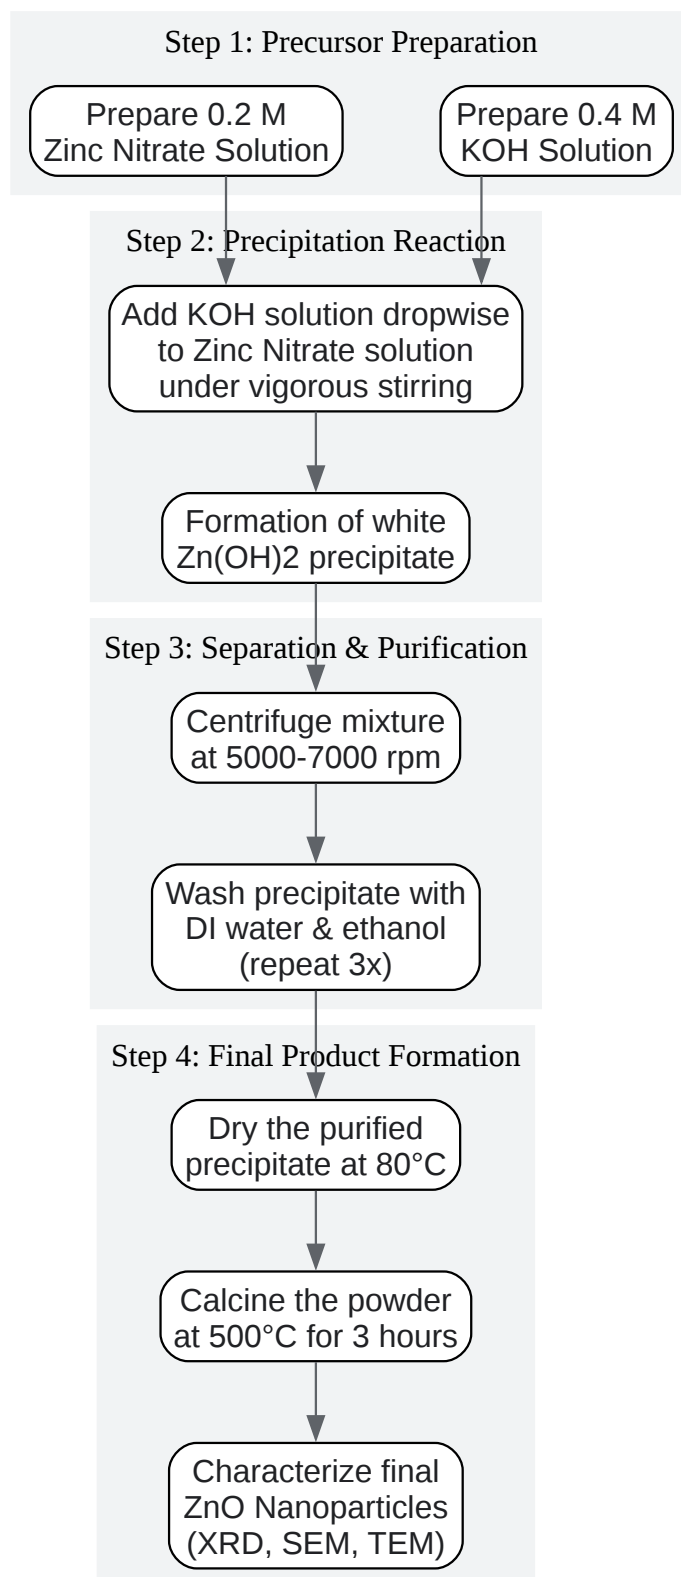 Step 1: Precursor Preparation
Prepare 0.2 M
Zinc Nitrate Solution
Prepare 0.4 M
KOH Solution
Step 2: Precipitation Reaction
Add KOH solution dropwise
to Zinc Nitrate solution
under vigorous stirring
Formation of white
Zn(OH)2 precipitate
Step 3: Separation & Purification
Centrifuge mixture
at 5000-7000 rpm
Wash precipitate with
DI water & ethanol
(repeat 3x)
Step 4: Final Product Formation
Dry the purified
precipitate at 80°C
Calcine the powder
at 500°C for 3 hours
Characterize final
ZnO Nanoparticles
(XRD, SEM, TEM)